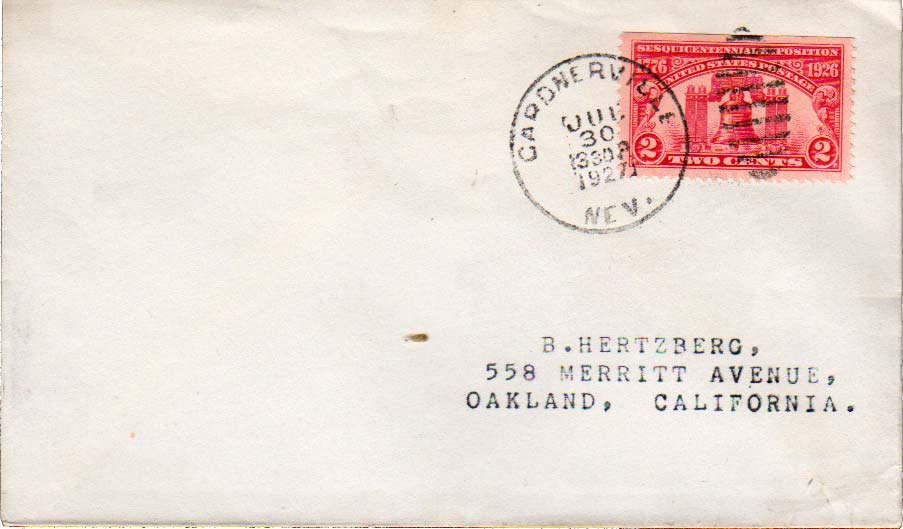 SESQUICENTENNIAL EXPOSITION
1776 UNITED STATES POSTAGE 1926
2 TWO CENTS 2
GARDNERVILLE
JUL
30
330P
1927
NEV.
B.HERTZBERG,
558 MERRITT AVENUE,
OAKLAND, CALIFORNIA.